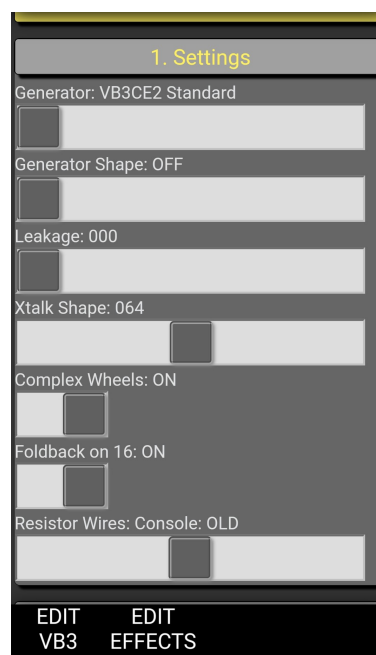 1. Settings
Generator: VB3CE2 Standard
Generator Shape: OFF
Leakage: 000
Xtalk Shape: 064
Complex Wheels: ON
Foldback on 16: ON
Resistor Wires: Console: OLD
EDIT EDIT
VB3 EFFECTS